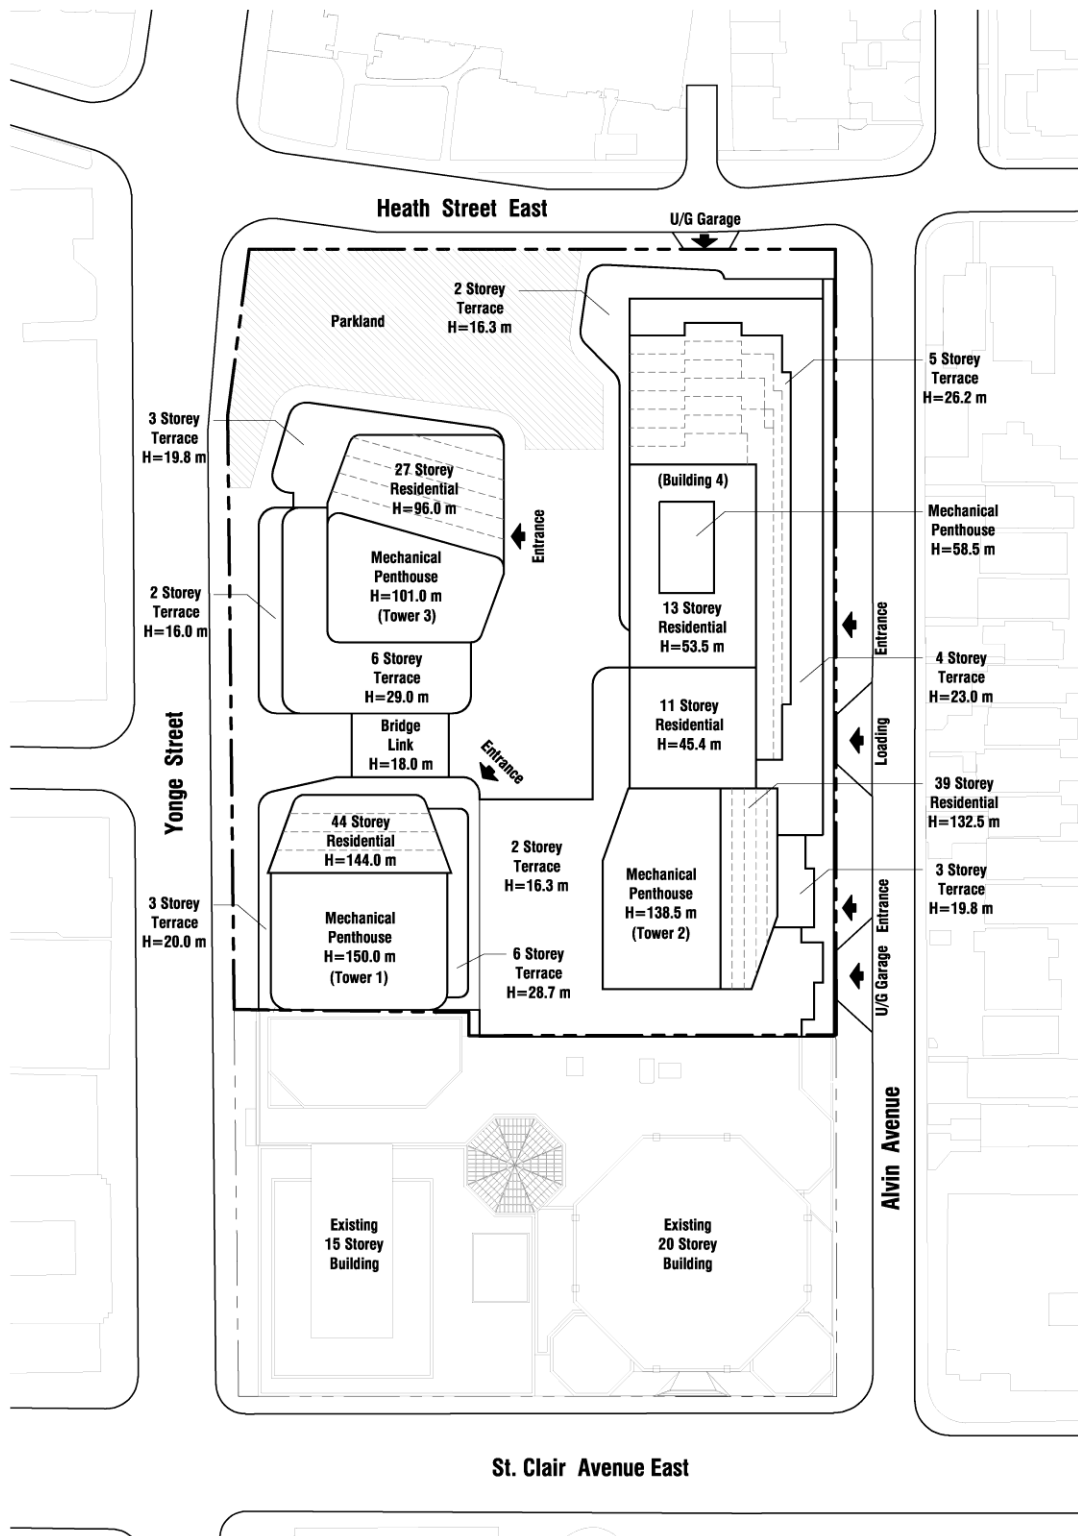 Heath Street East
U/G Garage
2 Storey
Terrace
H=16.3 m
Parkland
5 Storey
Terrace
H=26.2 m
3 Storey
Terrace
H=19.8 m
27 Storey
Residential
H=96.0 m
(Building 4)
Mechanical
Penthouse
H=58.5 m
Entrance
Mechanical
Penthouse
H=101.0 m
(Tower 3)
2 Storey
Terrace
H=16.0 m
13 Storey
Residential
H=53.5 m
Entrance
6 Storey
Terrace
H=29.0 m
4 Storey
Terrace
H=23.0 m
11 Storey
Residential
H=45.4 m
Bridge
Link
H=18.0 m
Entrance
Loading
Yonge Street
39 Storey
Residential
H=132.5 m
44 Storey
Residential
H=144.0 m
2 Storey
Terrace
H=16.3 m
Mechanical
Penthouse
H=138.5 m
(Tower 2)
3 Storey
Terrace
H=19.8 m
Entrance
3 Storey
Terrace
H=20.0 m
Mechanical
Penthouse
H=150.0 m
(Tower 1)
6 Storey
Terrace
H=28.7 m
U/G Garage
Alvin Avenue
Existing
15 Storey
Building
Existing
20 Storey
Building
St. Clair Avenue East